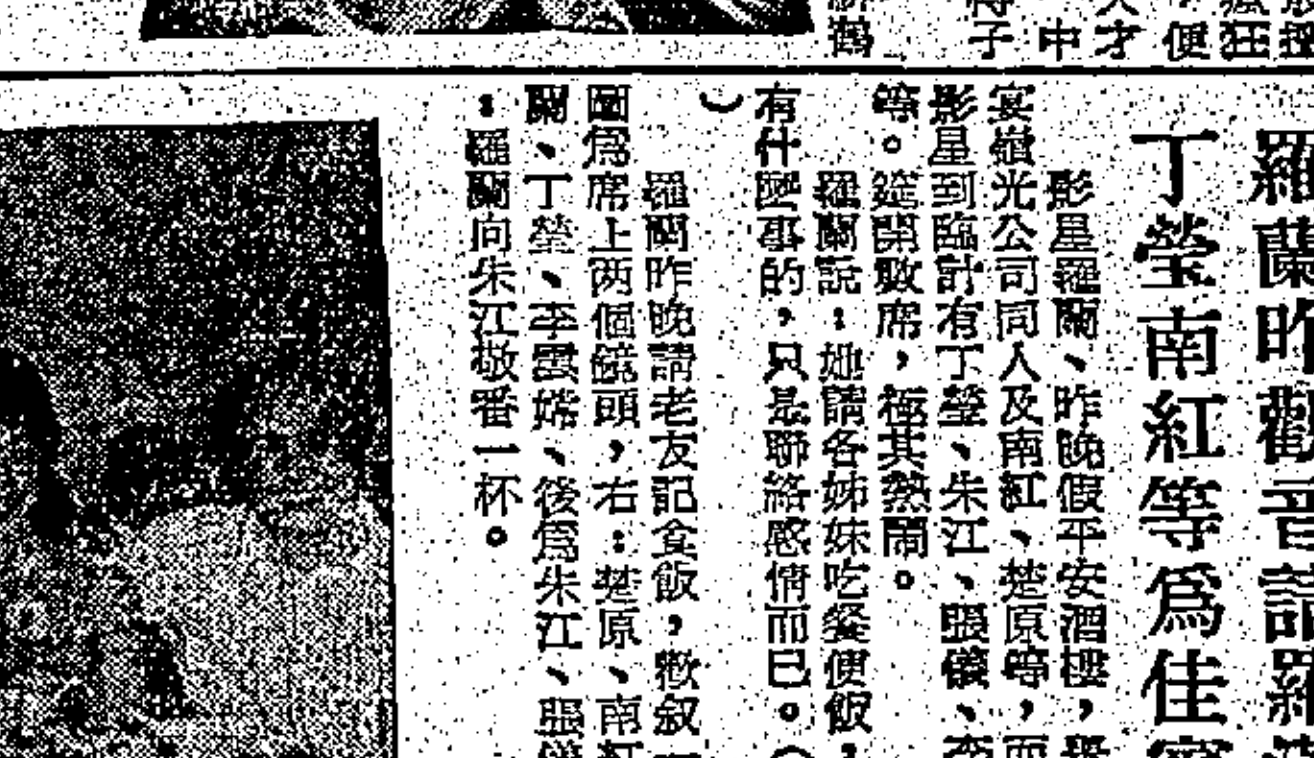 羅蘭昨
丁瑩南紅等爲佳
影星羅蘭、昨晚假平安酒樓，
宴嶺光公司同人及南紅、楚原等，而
影星到臨計有丁瑩、朱江、張儀、李
等。筵開數席，極其熱鬧。
羅蘭説：她請各姊妹吃餐便飯，
有什麽事的，只是聯絡感情而已。（
）
羅蘭昨晚請老友記食飯，歡叙一
圖爲席上两個鏡頭，右：楚原、南紅
蘭、丁瑩、李雲嫦、後爲朱江、張儀
：羅蘭向朱江敬番一杯。